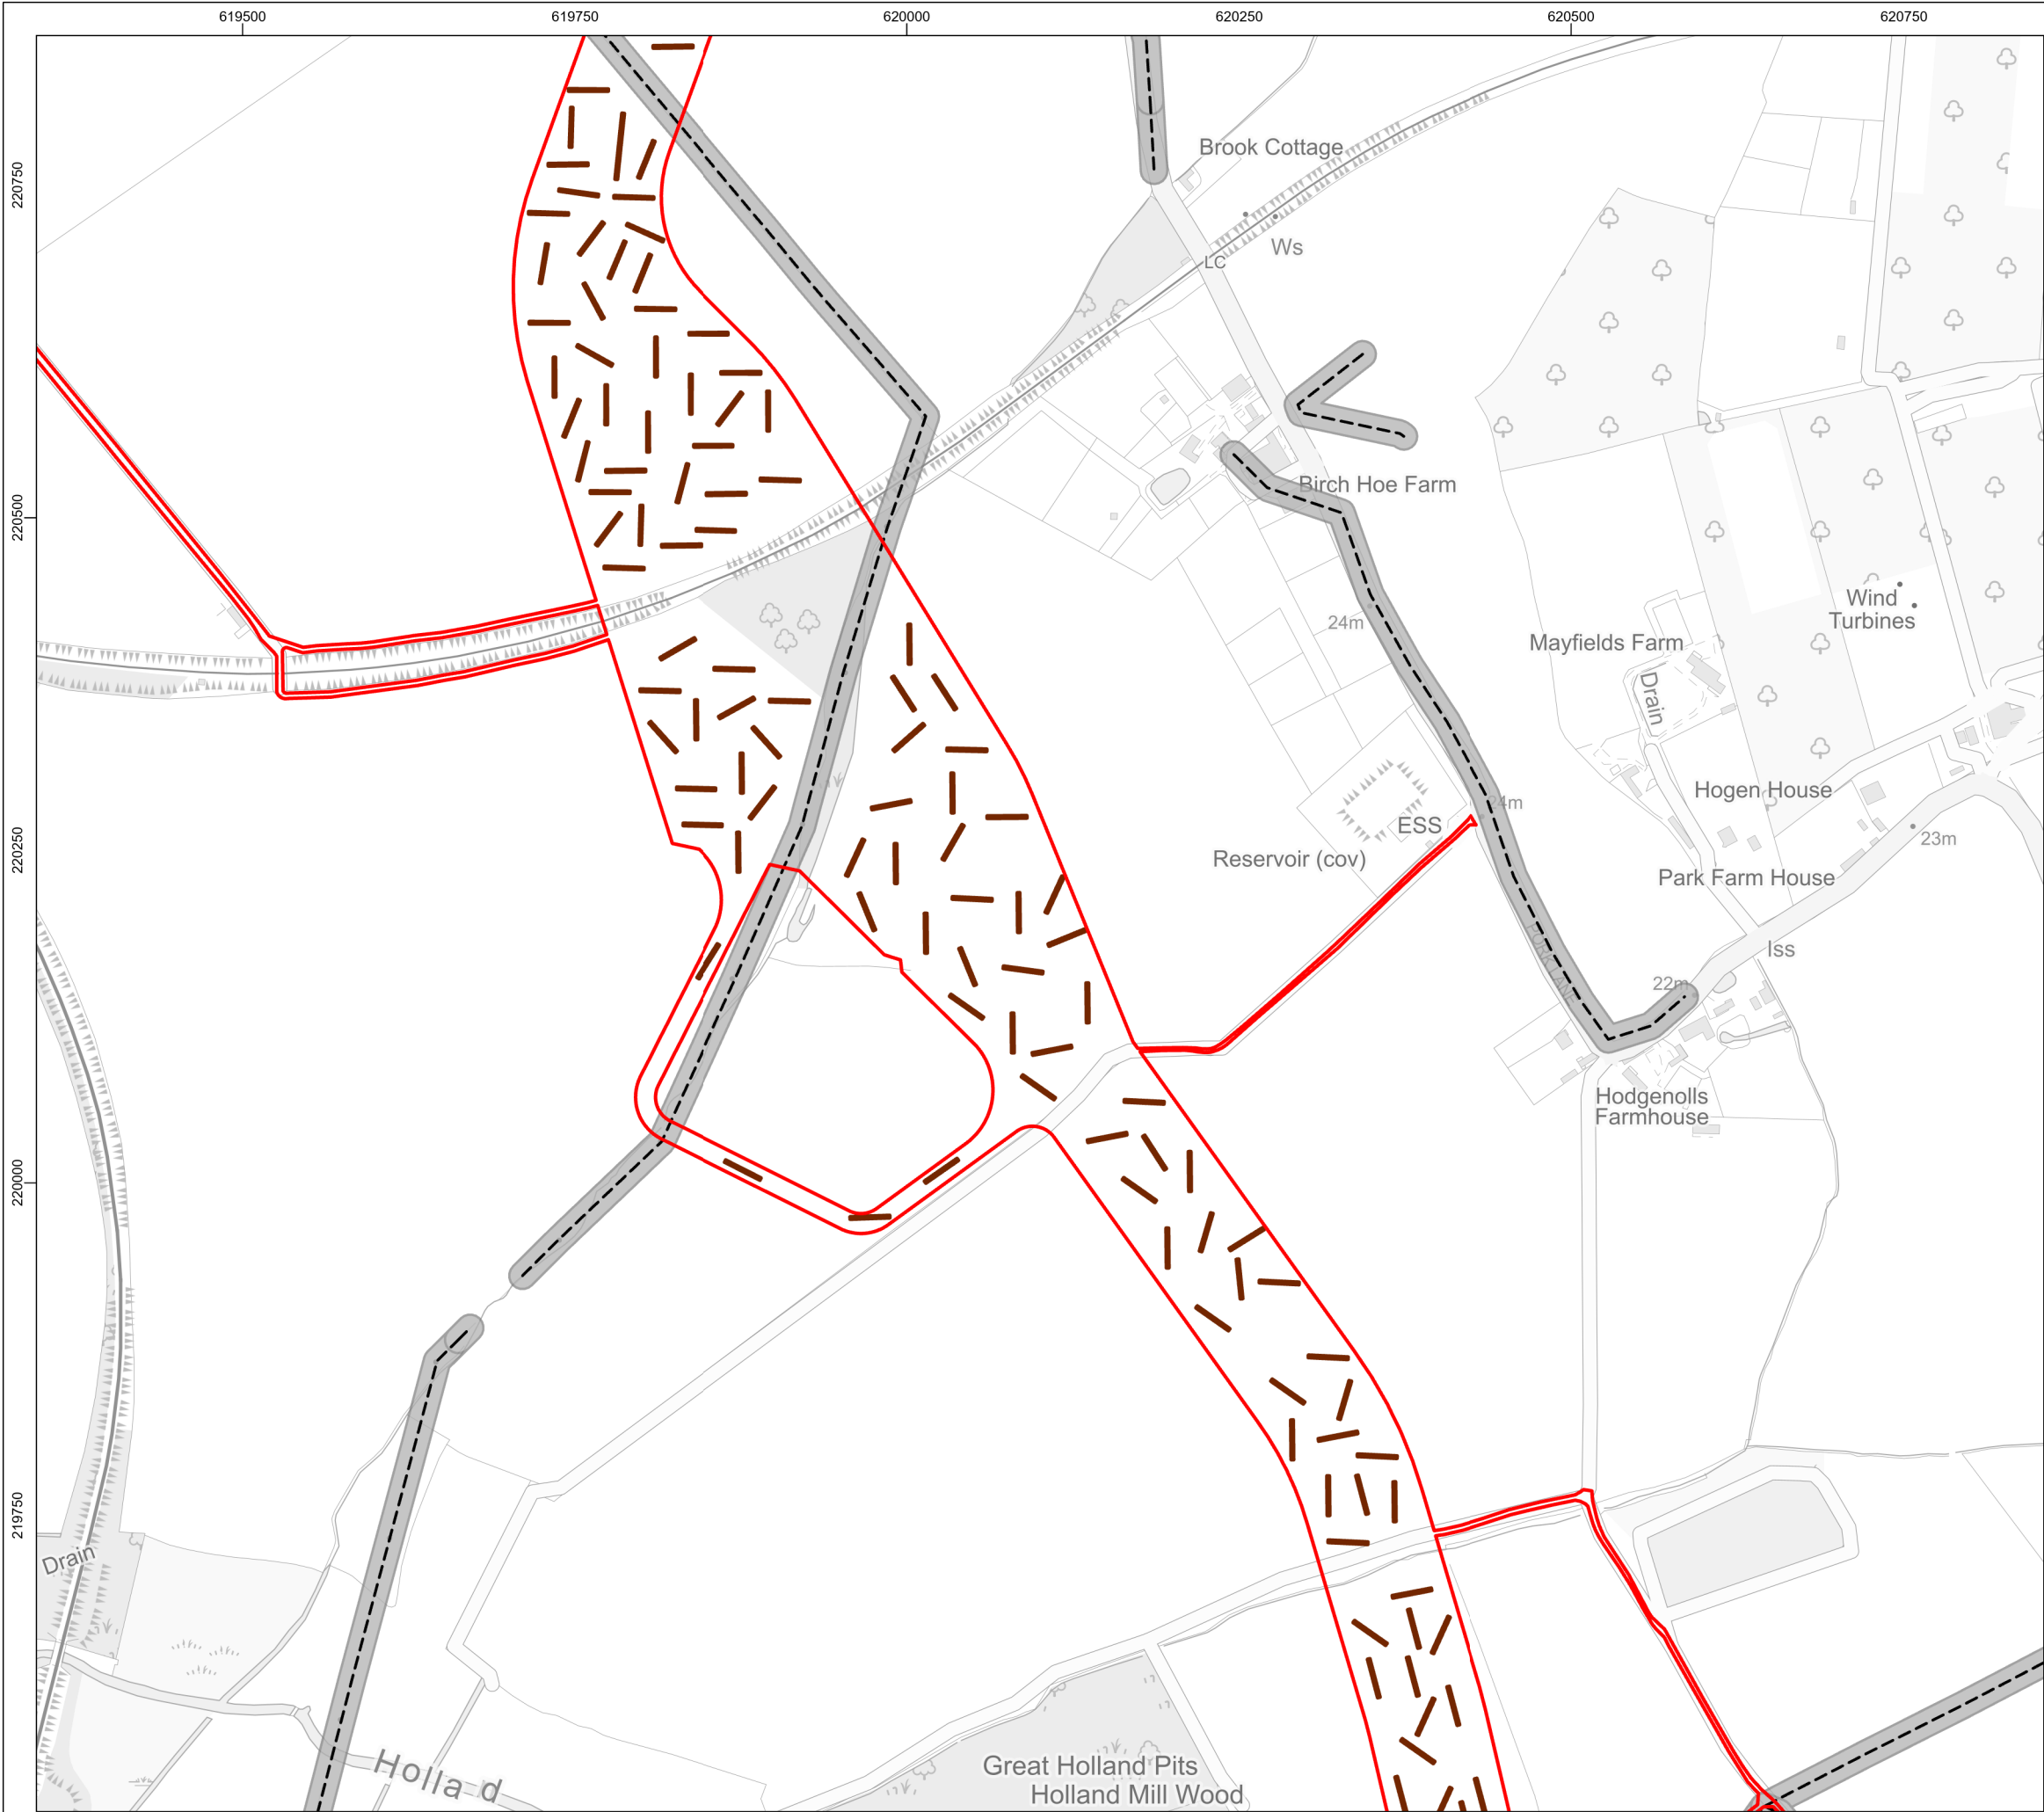 619500
619750
620000
620250
620500
620750
220750
220500
220250
220000
219750
Brook Cottage
Ws
LC
Birch Hoe Farm
24m
Wind
Turbines
Mayfields Farm
Drain
Hogen House
24m
ESS
23m
Reservoir (cov)
Park Farm House
Iss
22m
Hodgenolls
Farmhouse
Drain
Great Holland Pits
Holland Mill Wood
Holla d